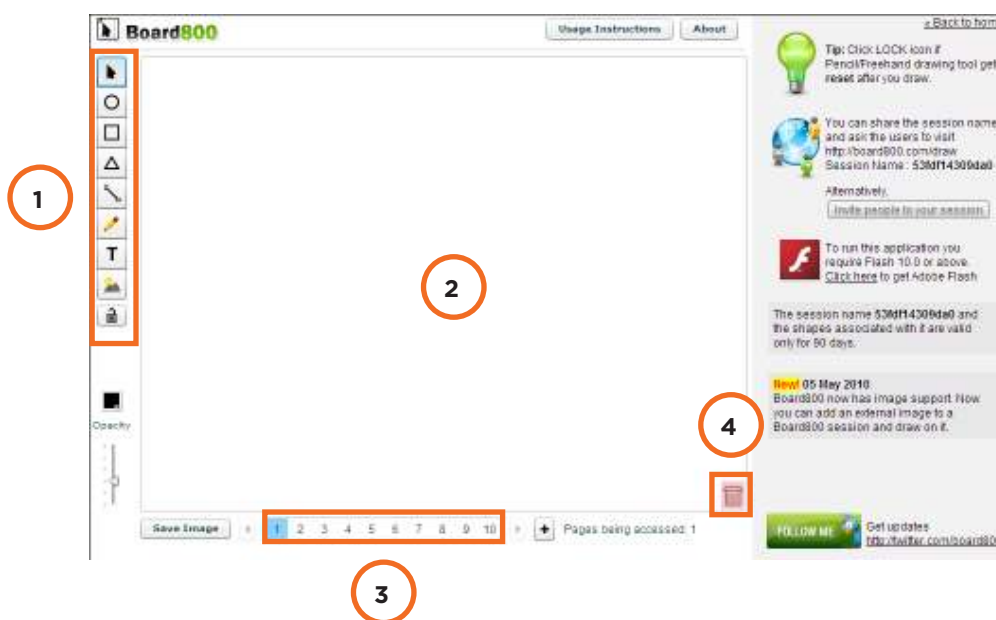 Board800
Usage Instructions
About
« Back to hom
Tip: Click LOCK icon if
Pencil/Freehand drawing tool get
reset after you draw.
1
T
You can share the session name
and ask the users to visit
http://board800.com/draw
Session Name : 53fdf14309da0
Alternatively,
Invite people to your session
2
To run this application you
require Flash 10.0 or above.
Click here to get Adobe Flash
The session name 53fdf14309da0 and
the shapes associated with it are valid
only for 90 days.
New! 05 May 2010
Board800 now has image support. Now
you can add an external image to a
Board800 session and draw on it.
4
Opacity
Save Image
1 2 3 4 5 6 7 8 9 10
+
Pages being accessed: 1
FOLLOW ME
Get updates
http://twitter.com/board80
3